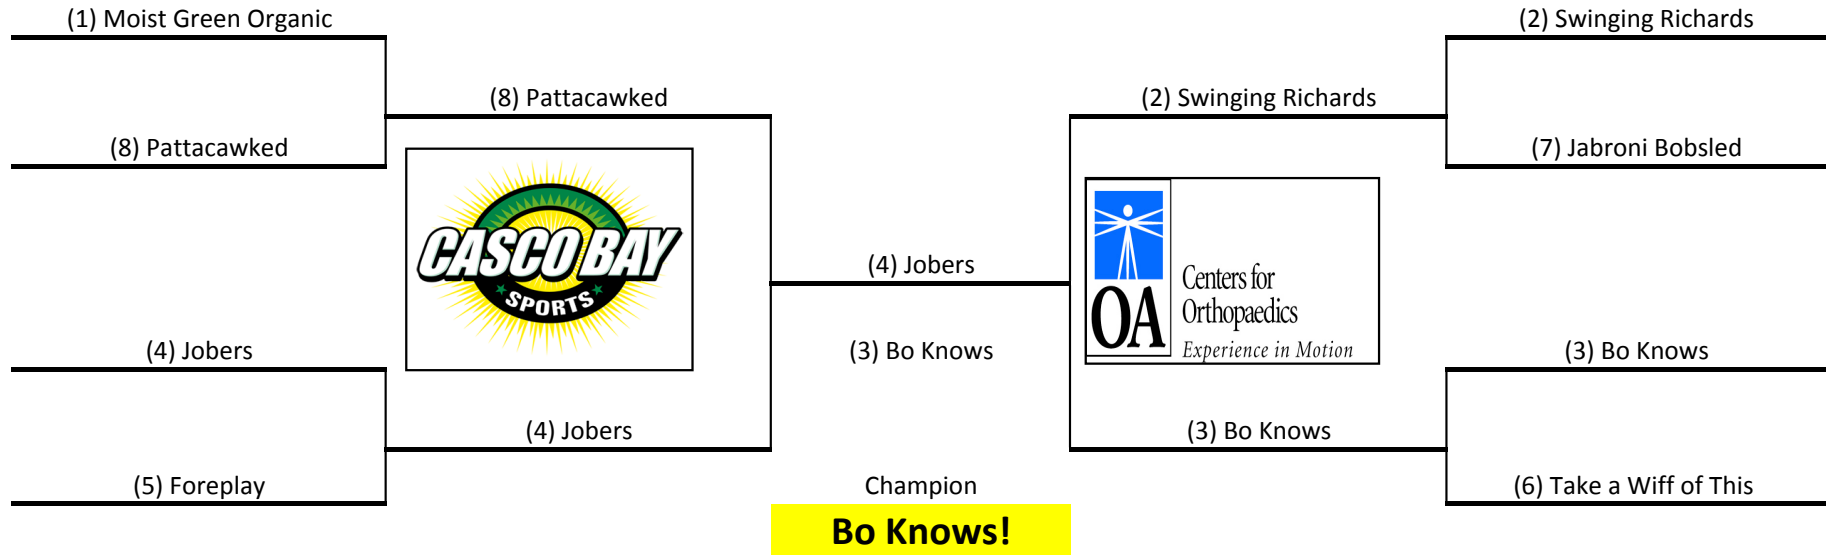 (1) Moist Green Organic
(2) Swinging Richards
(8) Pattacawked
(2) Swinging Richards
(8) Pattacawked
(7) Jabroni Bobsled
CASCO BAY
SPORTS
(4) Jobers
OA
Centers for
Orthopaedics
Experience in Motion
(4) Jobers
(3) Bo Knows
(3) Bo Knows
(4) Jobers
(3) Bo Knows
(5) Foreplay
Champion
(6) Take a Wiff of This
Bo Knows!